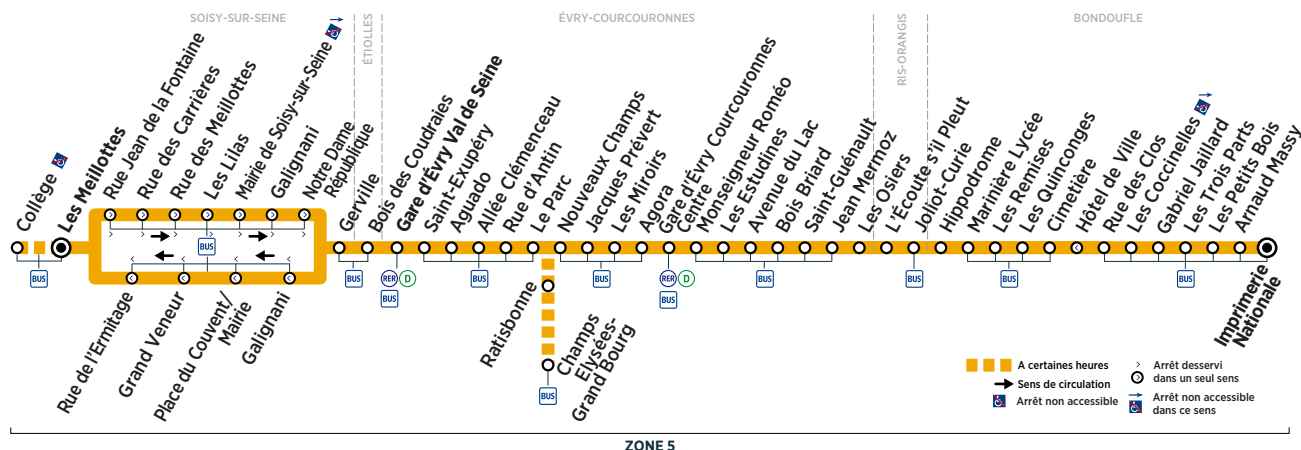 SOISY-SUR-SEINE
ÉTIOLLES
ÉVRY-COURCOURONNES
RIS-ORANGIS
BONDOUFLE
Collège
Les Meillottes
Rue Jean de la Fontaine
Rue des Carrières
Rue des Meillottes
Les Lilas
Mairie de Soisy-sur-Seine
Galignani
Notre Dame
République
Gerville
Bois des Coudraies
Gare d'Évry Val de Seine
Saint-Exupéry
Aguado
Allée Clémenceau
Rue d'Antin
Le Parc
Nouveaux Champs
Jacques Prévert
Les Miroirs
Agora
Gare d'Évry Courcouronnes
Centre
Monseigneur Roméo
Les Estudines
Avenue du Lac
Bois Briard
Saint-Guénault
Jean Mermoz
Les Osiers
L'Écoute s'il Pleut
Joliot-Curie
Hippodrome
Marinière Lycée
Les Remises
Les Quinconges
Cimetière
Hôtel de Ville
Rue des Clos
Les Coccinelles
Gabriel Jaillard
Les Trois Parts
Les Petits Bois
Arnaud Massy
Imprimerie
Nationale
BUS
BUS
BUS
RER D
BUS
BUS
BUS
RER D
BUS
BUS
BUS
BUS
BUS
Rue de l'Ermitage
Grand Veneur
Place du Couvent/
Mairie
Galignani
Ratisbonne
Champs
Elysées-
Grand Bourg
BUS
A certaines heures
Sens de circulation
Arrêt non accessible
Arrêt desservi
dans un seul sens
Arrêt non accessible
dans ce sens
ZONE 5